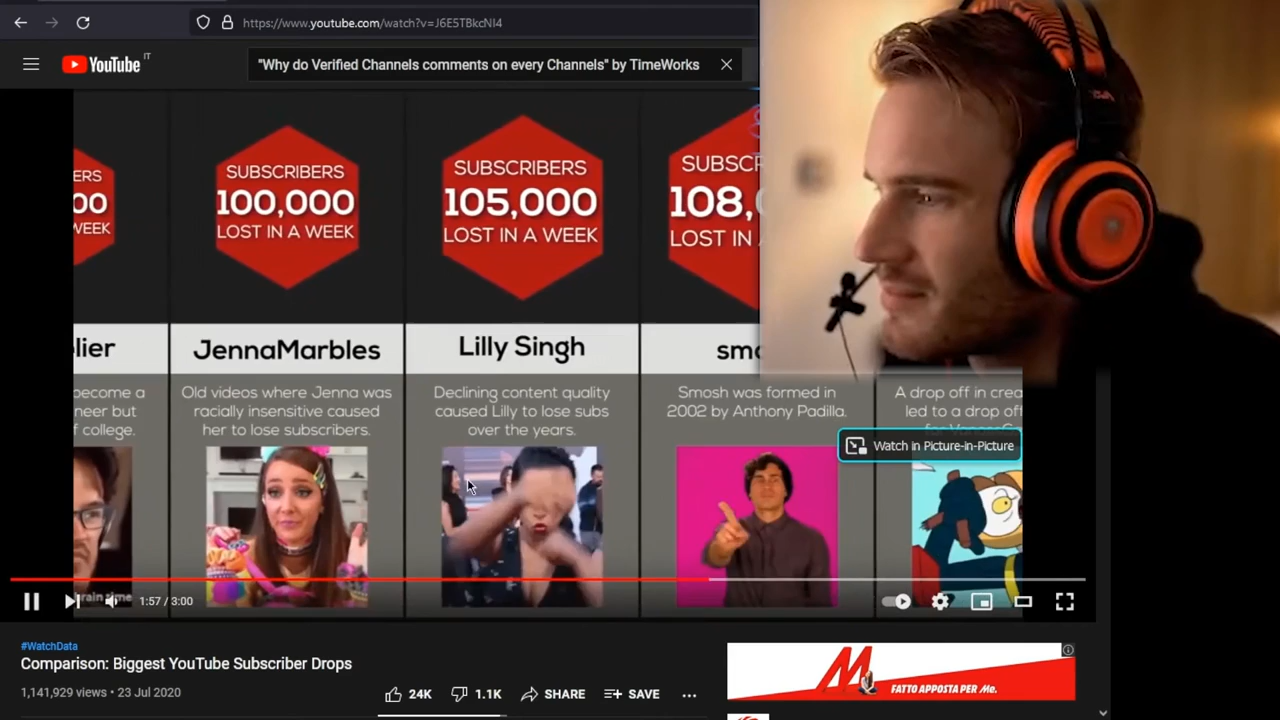 https://www.youtube.com/watch?v=J6E5TBkcNI4
YouTube IT
"Why do Verified Channels comments on every Channels" by TimeWorks
SUBSCRIBERS
100,000
LOST IN A WEEK
SUBSCRIBERS
105,000
LOST IN A WEEK
SUBSC
108,
LOST IN
ERS
00
WEEK
lier
JennaMarbles
Lilly Singh
smo
become a
neer but
f college.
Old videos where Jenna was
racially insensitive caused
her to lose subscribers.
Declining content quality
caused Lilly to lose subs
over the years.
Smosh was formed in
2002 by Anthony Padilla.
A drop off in crea
led to a drop off
Watch in Picture-in-Picture
1:57 / 3:00
#WatchData
Comparison: Biggest YouTube Subscriber Drops
1,141,929 views • 23 Jul 2020
24K
1.1K
SHARE
SAVE
FATTO APPOSTA PER Me.